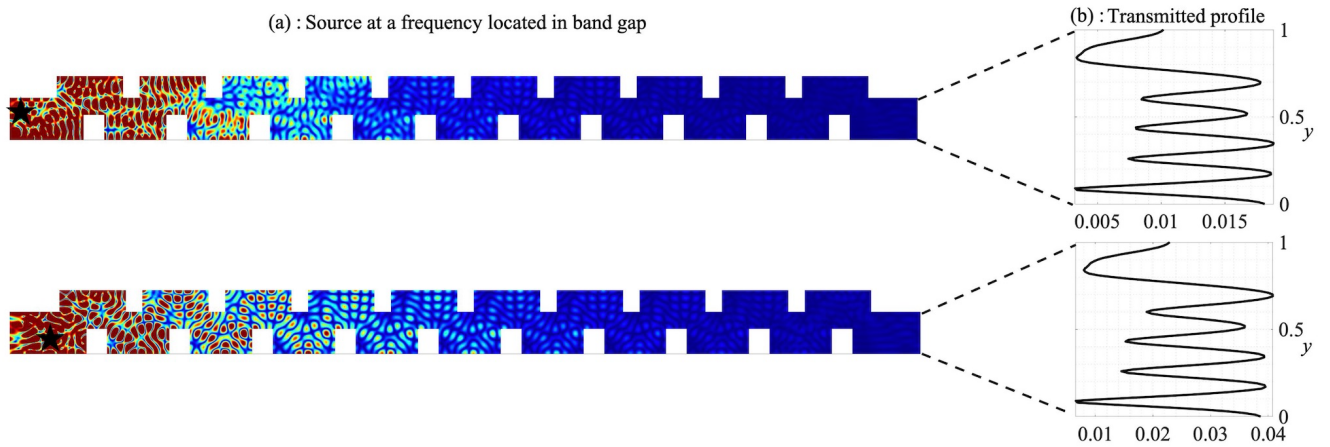 (a) : Source at a frequency located in band gap
(b) : Transmitted profile
1
0.5
y
0
0.005 0.01 0.015
1
0.5
y
0
0.01 0.02 0.03 0.04